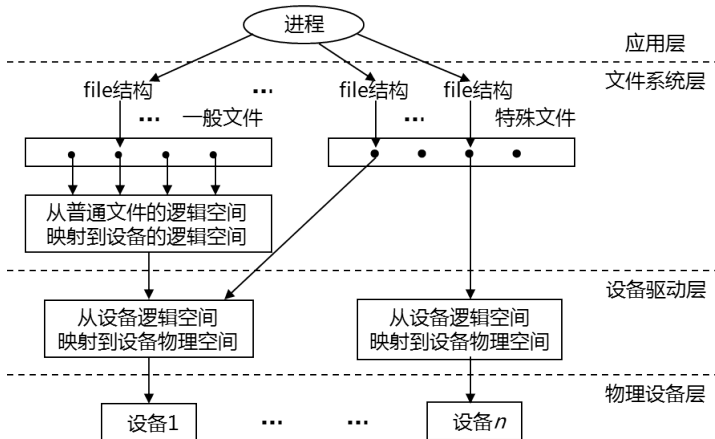 进程
应用层
文件系统层
file结构
...
file结构
file结构
... 一般文件
... 特殊文件
从普通文件的逻辑空间
映射到设备的逻辑空间
设备驱动层
从设备逻辑空间
映射到设备物理空间
从设备逻辑空间
映射到设备物理空间
物理设备层
设备1
...
...
设备n